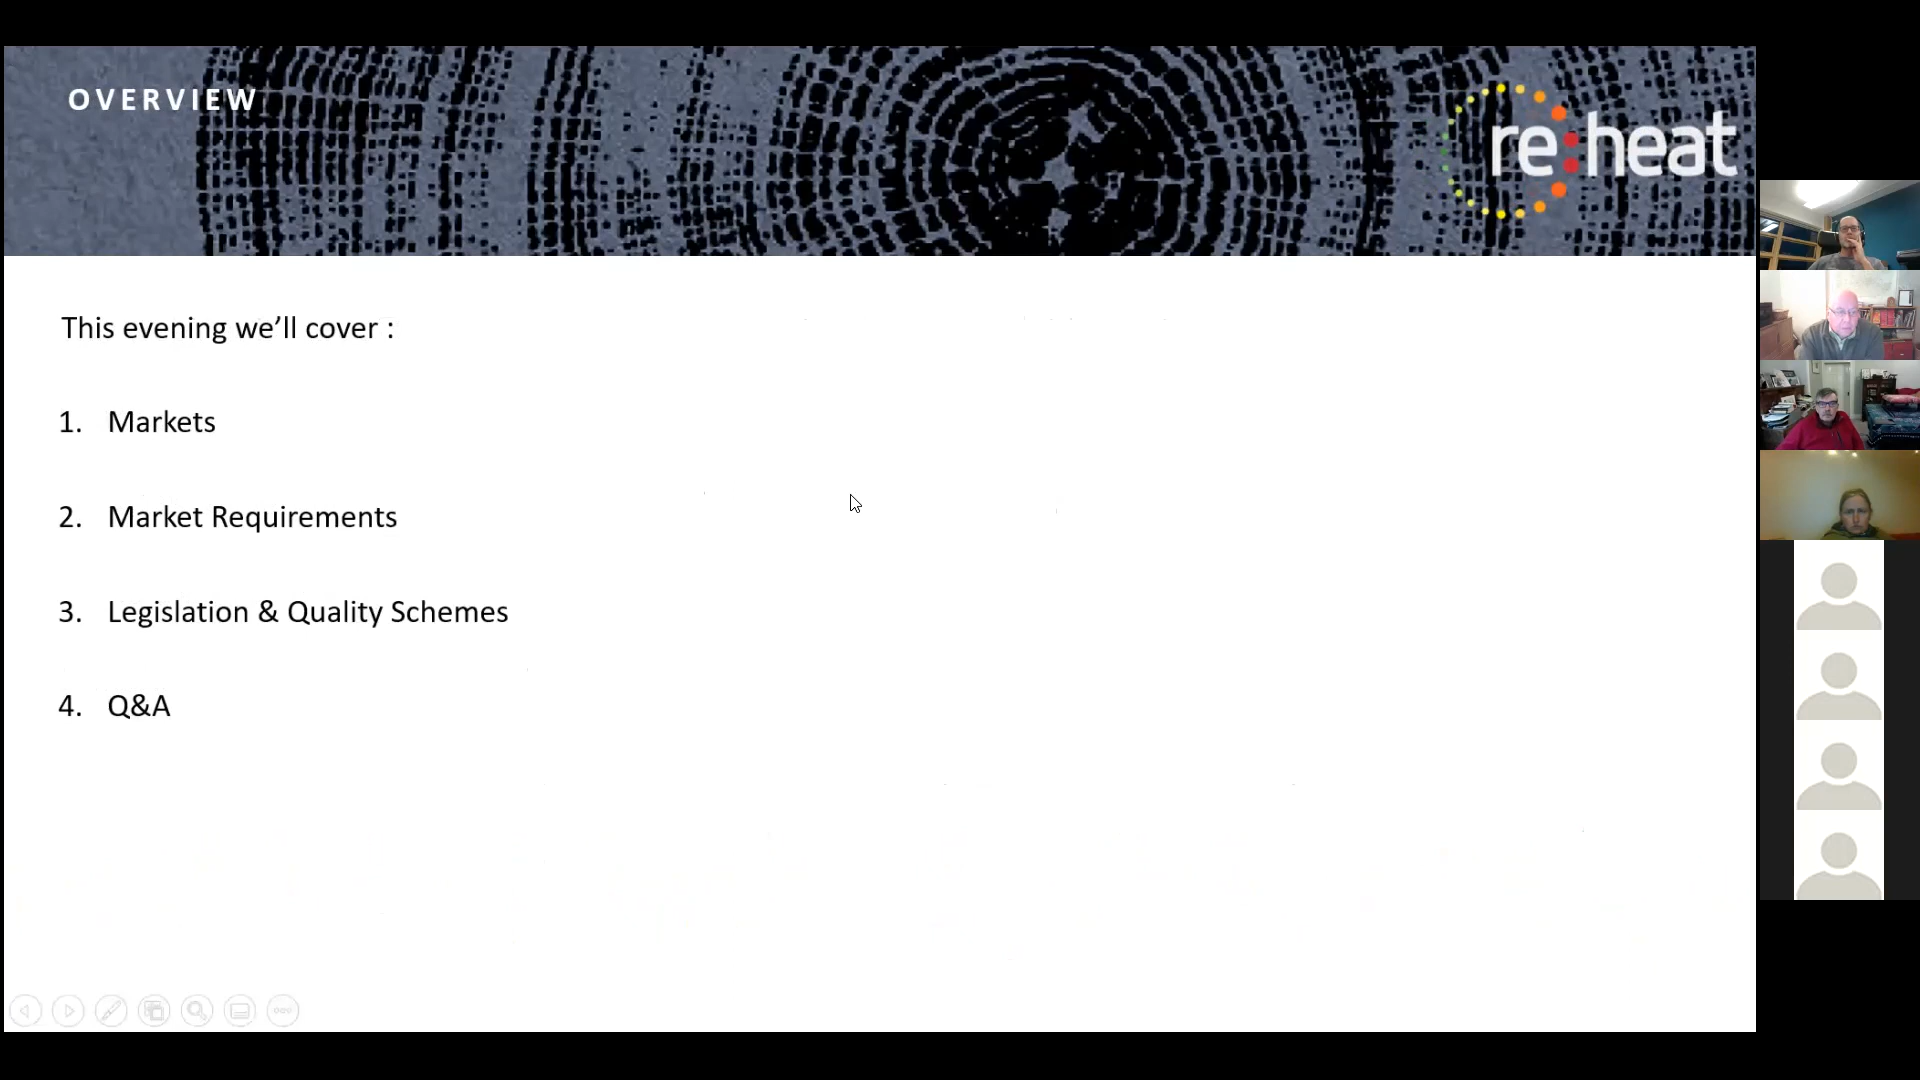 OVERVIEW
re:heat
This evening we’ll cover :
1. Markets
2. Market Requirements
3. Legislation & Quality Schemes
4. Q&A